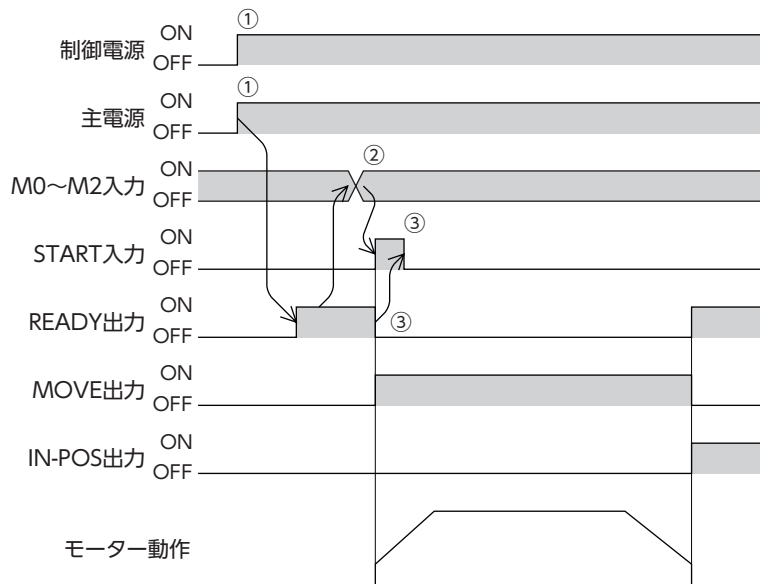 ①
制御電源 ON
OFF
①
主電源 ON
OFF
②
M0～M2入力 ON
OFF
③
START入力 ON
OFF
READY出力 ON
OFF
③
MOVE出力 ON
OFF
IN-POS出力 ON
OFF
モーター動作